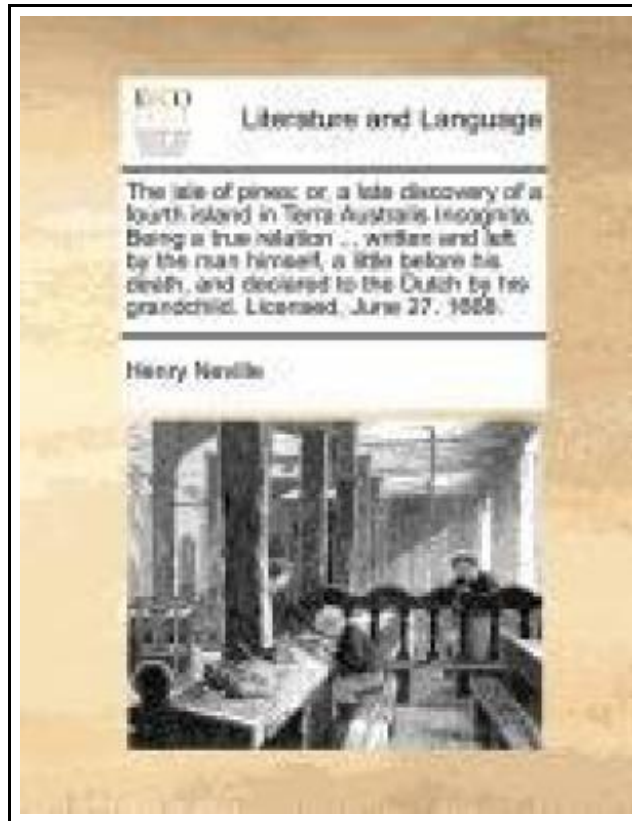 ECCO
Literature and Language
The isle of pines: or, a late discovery of a
fourth island in Terra Australis Incognita.
Being a true relation ... written and left
by the man himself, a little before his
death, and declared to the Dutch by his
grandchild. Licensed, June 27. 1668.
Henry Neville